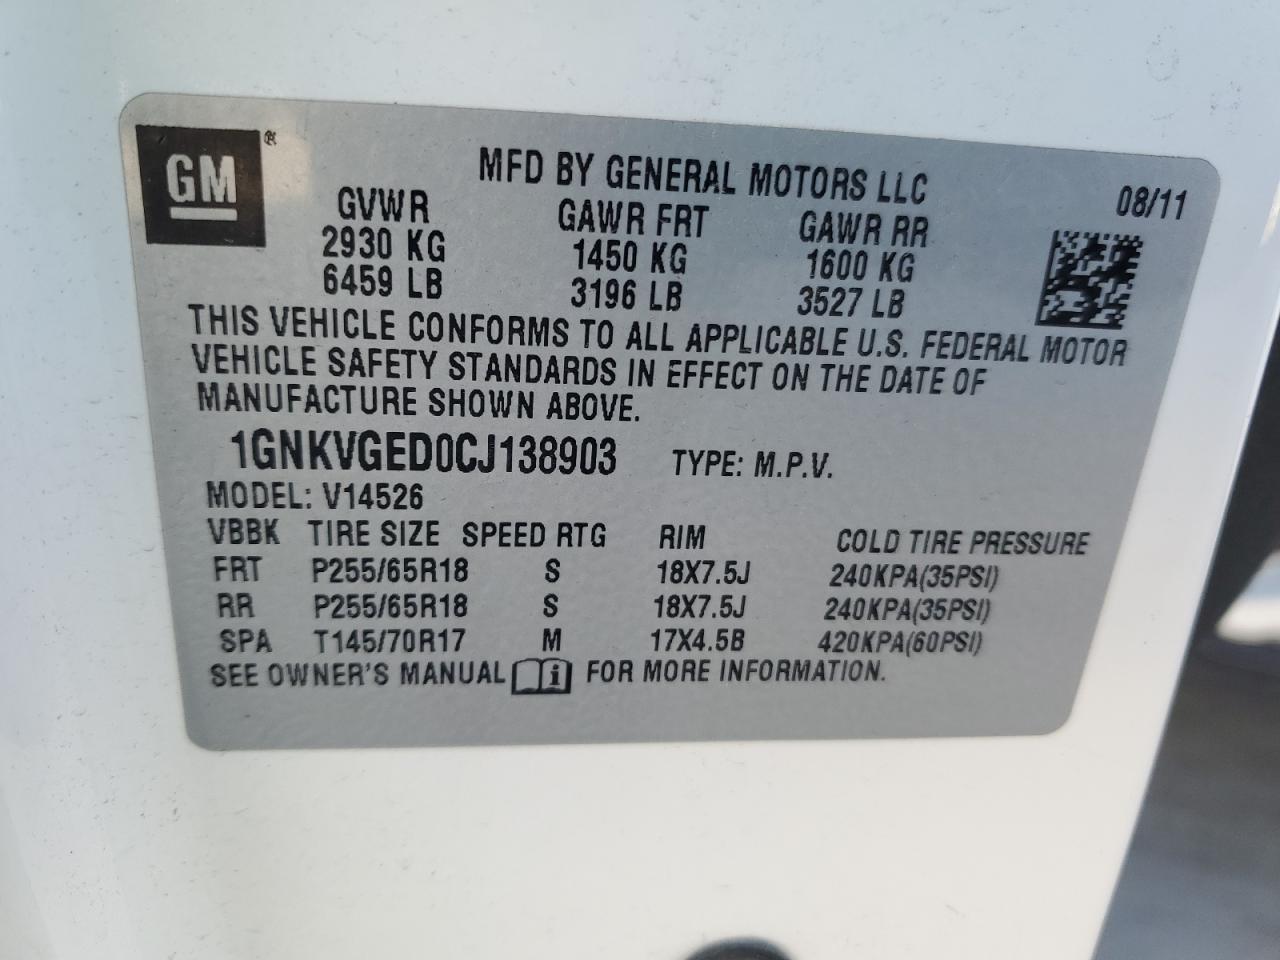 GM ®
MFD BY GENERAL MOTORS LLC 08/11
GVWR GAWR FRT GAWR RR
2930 KG 1450 KG 1600 KG
6459 LB 3196 LB 3527 LB
THIS VEHICLE CONFORMS TO ALL APPLICABLE U.S. FEDERAL MOTOR
VEHICLE SAFETY STANDARDS IN EFFECT ON THE DATE OF
MANUFACTURE SHOWN ABOVE.
1GNKVGED0CJ138903 TYPE: M.P.V.
MODEL: V14526
VBBK TIRE SIZE SPEED RTG RIM COLD TIRE PRESSURE
FRT P255/65R18 S 18X7.5J 240KPA(35PSI)
RR P255/65R18 S 18X7.5J 240KPA(35PSI)
SPA T145/70R17 M 17X4.5B 420KPA(60PSI)
SEE OWNER'S MANUAL i FOR MORE INFORMATION.